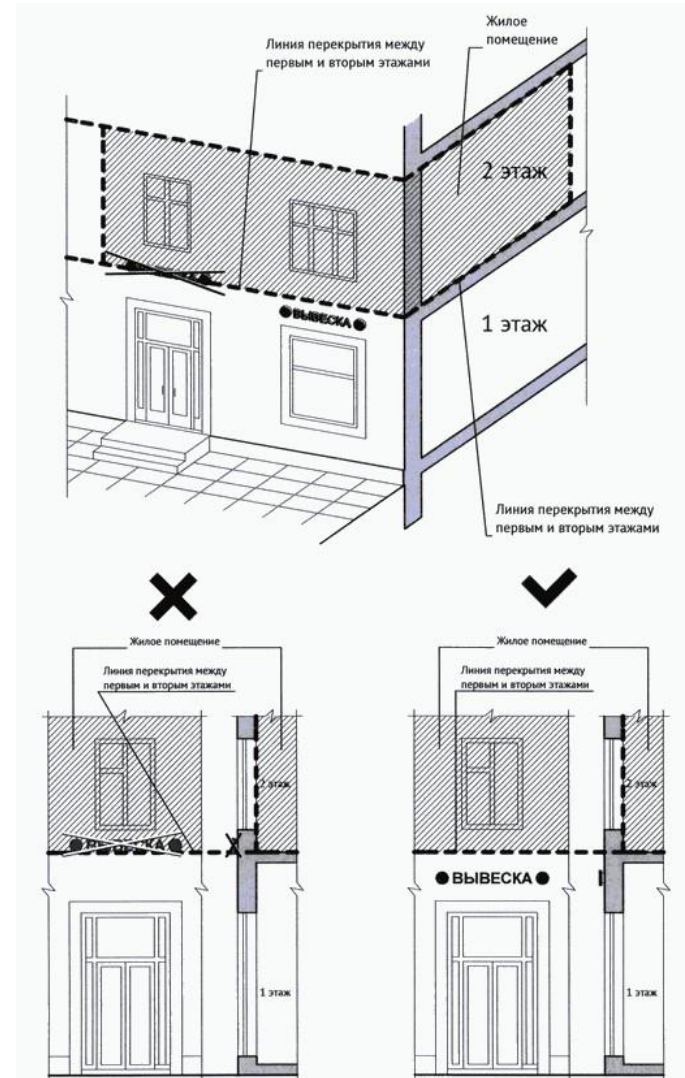 Жилое
помещение
Линия перекрытия между
первым и вторым этажами
2 этаж
ВЫВЕСКА
1 этаж
Линия перекрытия между
первым и вторым этажами
Жилое помещение
Линия перекрытия между
первым и вторым этажами
2 этаж
1 этаж
Жилое помещение
Линия перекрытия между
первым и вторым этажами
2 этаж
ВЫВЕСКА
1 этаж